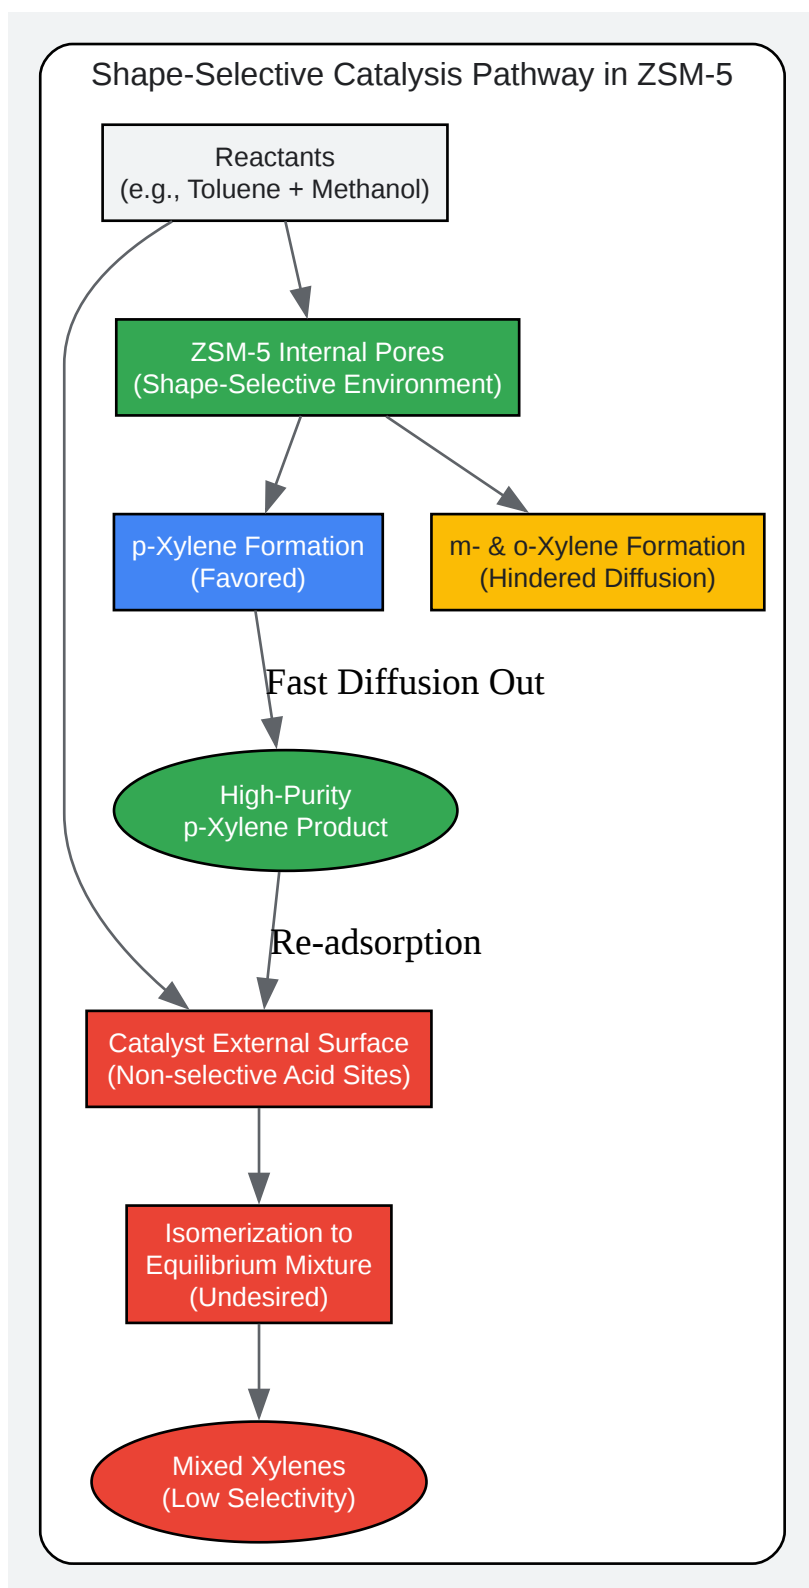 Shape-Selective Catalysis Pathway in ZSM-5
Reactants
(e.g., Toluene + Methanol)
ZSM-5 Internal Pores
(Shape-Selective Environment)
p-Xylene Formation
(Favored)
m- & o-Xylene Formation
(Hindered Diffusion)
Fast Diffusion Out
High-Purity
p-Xylene Product
Re-adsorption
Catalyst External Surface
(Non-selective Acid Sites)
Isomerization to
Equilibrium Mixture
(Undesired)
Mixed Xylenes
(Low Selectivity)